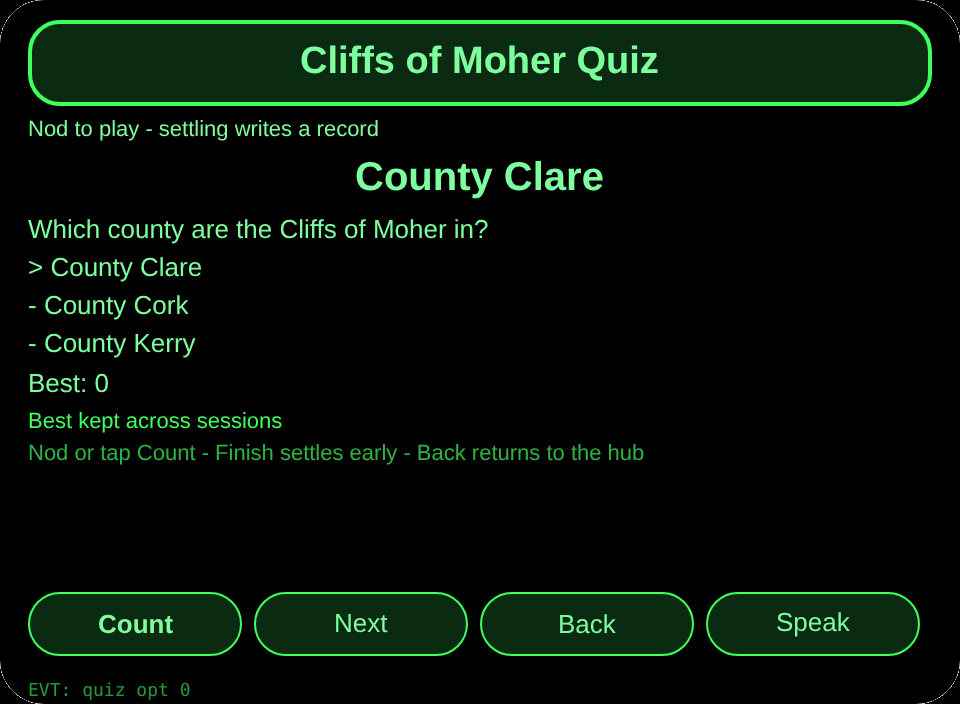 Cliffs of Moher Quiz
Nod to play - settling writes a record
County Clare
Which county are the Cliffs of Moher in?
> County Clare
- County Cork
- County Kerry
Best: 0
Best kept across sessions
Nod or tap Count - Finish settles early - Back returns to the hub
Count Next Back Speak
EVT: quiz opt 0